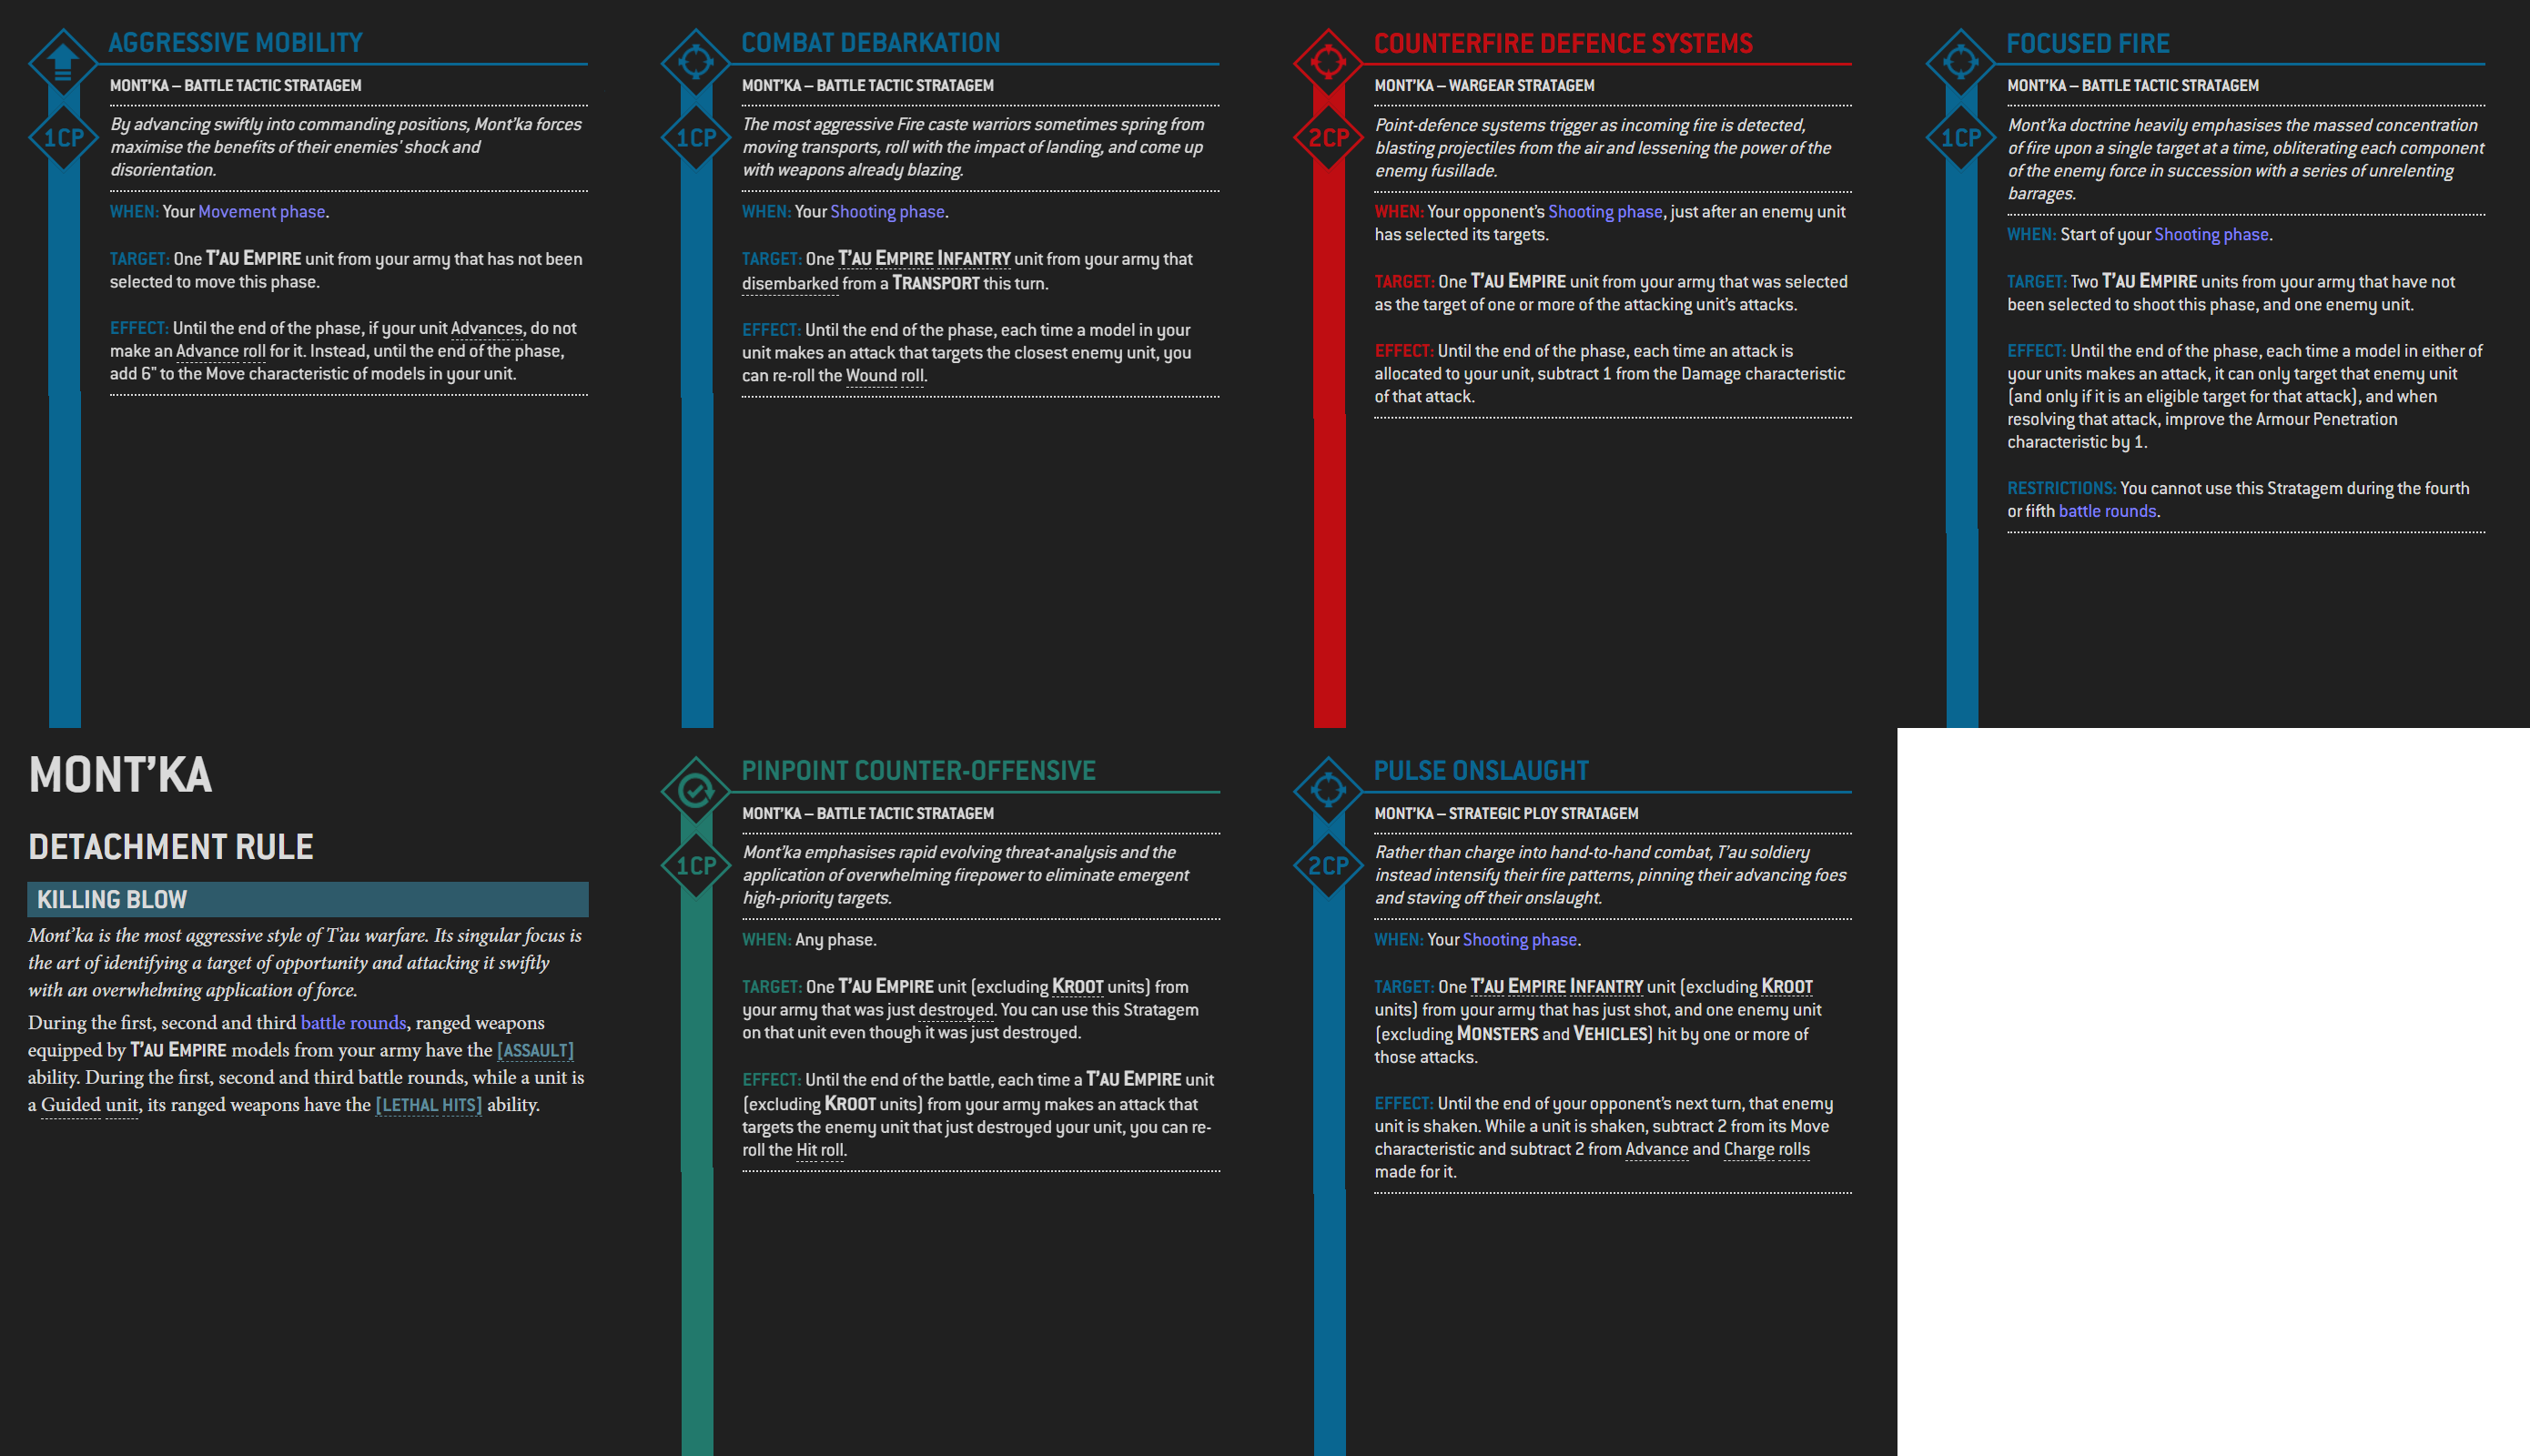 AGGRESSIVE MOBILITY
MONT’KA – BATTLE TACTIC STRATAGEM
1CP
By advancing swiftly into commanding positions, Mont’ka forces
maximise the benefits of their enemies' shock and
disorientation.
WHEN: Your Movement phase.
TARGET: One T’AU EMPIRE unit from your army that has not been
selected to move this phase.
EFFECT: Until the end of the phase, if your unit Advances, do not
make an Advance roll for it. Instead, until the end of the phase,
add 6" to the Move characteristic of models in your unit.
COMBAT DEBARKATION
MONT’KA – BATTLE TACTIC STRATAGEM
1CP
The most aggressive Fire caste warriors sometimes spring from
moving transports, roll with the impact of landing, and come up
with weapons already blazing.
WHEN: Your Shooting phase.
TARGET: One T’AU EMPIRE INFANTRY unit from your army that
disembarked from a TRANSPORT this turn.
EFFECT: Until the end of the phase, each time a model in your
unit makes an attack that targets the closest enemy unit, you
can re-roll the Wound roll.
COUNTERFIRE DEFENCE SYSTEMS
MONT’KA – WARGEAR STRATAGEM
2CP
Point-defence systems trigger as incoming fire is detected,
blasting projectiles from the air and lessening the power of the
enemy fusillade.
WHEN: Your opponent’s Shooting phase, just after an enemy unit
has selected its targets.
TARGET: One T’AU EMPIRE unit from your army that was selected
as the target of one or more of the attacking unit’s attacks.
EFFECT: Until the end of the phase, each time an attack is
allocated to your unit, subtract 1 from the Damage characteristic
of that attack.
FOCUSED FIRE
MONT’KA – BATTLE TACTIC STRATAGEM
1CP
Mont’ka doctrine heavily emphasises the massed concentration
of fire upon a single target at a time, obliterating each component
of the enemy force in succession with a series of unrelenting
barrages.
WHEN: Start of your Shooting phase.
TARGET: Two T’AU EMPIRE units from your army that have not
been selected to shoot this phase, and one enemy unit.
EFFECT: Until the end of the phase, each time a model in either of
your units makes an attack, it can only target that enemy unit
(and only if it is an eligible target for that attack), and when
resolving that attack, improve the Armour Penetration
characteristic by 1.
RESTRICTIONS: You cannot use this Stratagem during the fourth
or fifth battle rounds.
MONT’KA
DETACHMENT RULE
KILLING BLOW
Mont’ka is the most aggressive style of T’au warfare. Its singular focus is
the art of identifying a target of opportunity and attacking it swiftly
with an overwhelming application of force.
During the first, second and third battle rounds, ranged weapons
equipped by T’AU EMPIRE models from your army have the [ASSAULT]
ability. During the first, second and third battle rounds, while a unit is
a Guided unit, its ranged weapons have the [LETHAL HITS] ability.
PINPOINT COUNTER-OFFENSIVE
MONT’KA – BATTLE TACTIC STRATAGEM
1CP
Mont’ka emphasises rapid evolving threat-analysis and the
application of overwhelming firepower to eliminate emergent
high-priority targets.
WHEN: Any phase.
TARGET: One T’AU EMPIRE unit (excluding KROOT units) from
your army that was just destroyed. You can use this Stratagem
on that unit even though it was just destroyed.
EFFECT: Until the end of the battle, each time a T’AU EMPIRE unit
(excluding KROOT units) from your army makes an attack that
targets the enemy unit that just destroyed your unit, you can re-
roll the Hit roll.
PULSE ONSLAUGHT
MONT’KA – STRATEGIC PLOY STRATAGEM
2CP
Rather than charge into hand-to-hand combat, T’au soldiery
instead intensify their fire patterns, pinning their advancing foes
and staving off their onslaught.
WHEN: Your Shooting phase.
TARGET: One T’AU EMPIRE INFANTRY unit (excluding KROOT
units) from your army that has just shot, and one enemy unit
(excluding MONSTERS and VEHICLES) hit by one or more of
those attacks.
EFFECT: Until the end of your opponent’s next turn, that enemy
unit is shaken. While a unit is shaken, subtract 2 from its Move
characteristic and subtract 2 from Advance and Charge rolls
made for it.